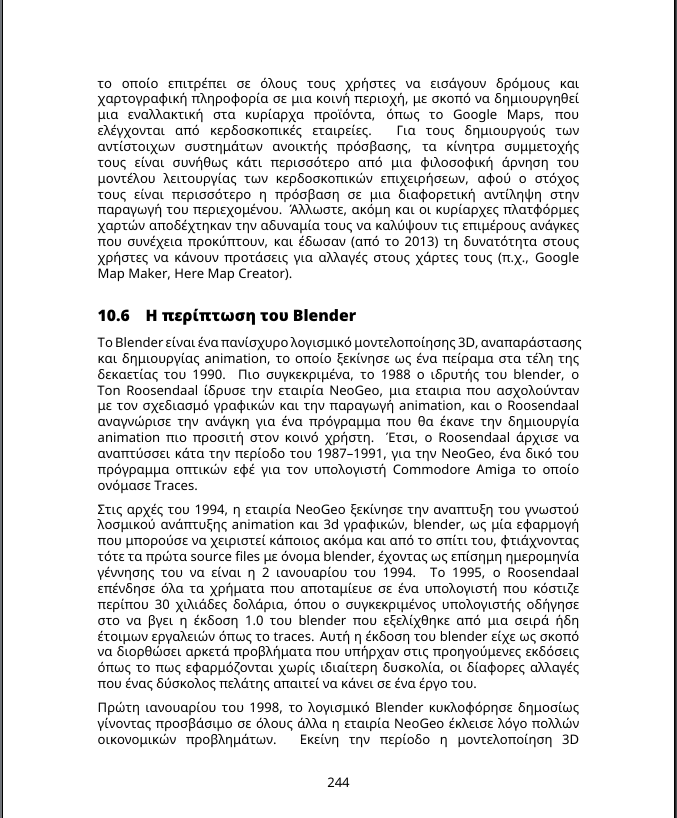 το οποίο επιτρέπει σε όλους τους χρήστες να εισάγουν δρόμους και
χαρτογραφική πληροφορία σε μια κοινή περιοχή, με σκοπό να δημιουργηθεί
μια εναλλακτική στα κυρίαρχα προϊόντα, όπως το Google Maps, που
ελέγχονται από κερδοσκοπικές εταιρείες. Για τους δημιουργούς των
αντίστοιχων συστημάτων ανοικτής πρόσβασης, τα κίνητρα συμμετοχής
τους είναι συνήθως κάτι περισσότερο από μια φιλοσοφική άρνηση του
μοντέλου λειτουργίας των κερδοσκοπικών επιχειρήσεων, αφού ο στόχος
τους είναι περισσότερο η πρόσβαση σε μια διαφορετική αντίληψη στην
παραγωγή του περιεχομένου. Άλλωστε, ακόμη και οι κυρίαρχες πλατφόρμες
χαρτών αποδέχτηκαν την αδυναμία τους να καλύψουν τις επιμέρους ανάγκες
που συνέχεια προκύπτουν, και έδωσαν (από το 2013) τη δυνατότητα στους
χρήστες να κάνουν προτάσεις για αλλαγές στους χάρτες τους (π.χ., Google
Map Maker, Here Map Creator).
10.6 Η περίπτωση του Blender
Το Blender είναι ένα πανίσχυρο λογισμικό μοντελοποίησης 3D, αναπαράστασης
και δημιουργίας animation, το οποίο ξεκίνησε ως ένα πείραμα στα τέλη της
δεκαετίας του 1990. Πιο συγκεκριμένα, το 1988 ο ιδρυτής του blender, ο
Ton Roosendaal ίδρυσε την εταιρία NeoGeo, μια εταιρια που ασχολούνταν
με τον σχεδιασμό γραφικών και την παραγωγή animation, και ο Roosendaal
αναγνώρισε την ανάγκη για ένα πρόγραμμα που θα έκανε την δημιουργία
animation πιο προσιτή στον κοινό χρήστη. Έτσι, ο Roosendaal άρχισε να
αναπτύσσει κάτα την περίοδο του 1987–1991, για την NeoGeo, ένα δικό του
πρόγραμμα οπτικών εφέ για τον υπολογιστή Commodore Amiga το οποίο
ονόμασε Traces.
Στις αρχές του 1994, η εταιρία NeoGeo ξεκίνησε την αναπτυξη του γνωστού
λοσμικού ανάπτυξης animation και 3d γραφικών, blender, ως μία εφαρμογή
που μπορούσε να χειριστεί κάποιος ακόμα και από το σπίτι του, φτιάχνοντας
τότε τα πρώτα source files με όνομα blender, έχοντας ως επίσημη ημερομηνία
γέννησης του να είναι η 2 ιανουαρίου του 1994. Το 1995, ο Roosendaal
επένδησε όλα τα χρήματα που αποταμίευε σε ένα υπολογιστή που κόστιζε
περίπου 30 χιλιάδες δολάρια, όπου ο συγκεκριμένος υπολογιστής οδήγησε
στο να βγει η έκδοση 1.0 του blender που εξελίχθηκε από μια σειρά ήδη
έτοιμων εργαλειών όπως το traces. Αυτή η έκδοση του blender είχε ως σκοπό
να διορθώσει αρκετά προβλήματα που υπήρχαν στις προηγούμενες εκδόσεις
όπως το πως εφαρμόζονται χωρίς ιδιαίτερη δυσκολία, οι δίαφορες αλλαγές
που ένας δύσκολος πελάτης απαιτεί να κάνει σε ένα έργο του.
Πρώτη ιανουαρίου του 1998, το λογισμικό Blender κυκλοφόρησε δημοσίως
γίνοντας προσβάσιμο σε όλους άλλα η εταιρία NeoGeo έκλεισε λόγο πολλών
οικονομικών προβλημάτων. Εκείνη την περίοδο η μοντελοποίηση 3D
244